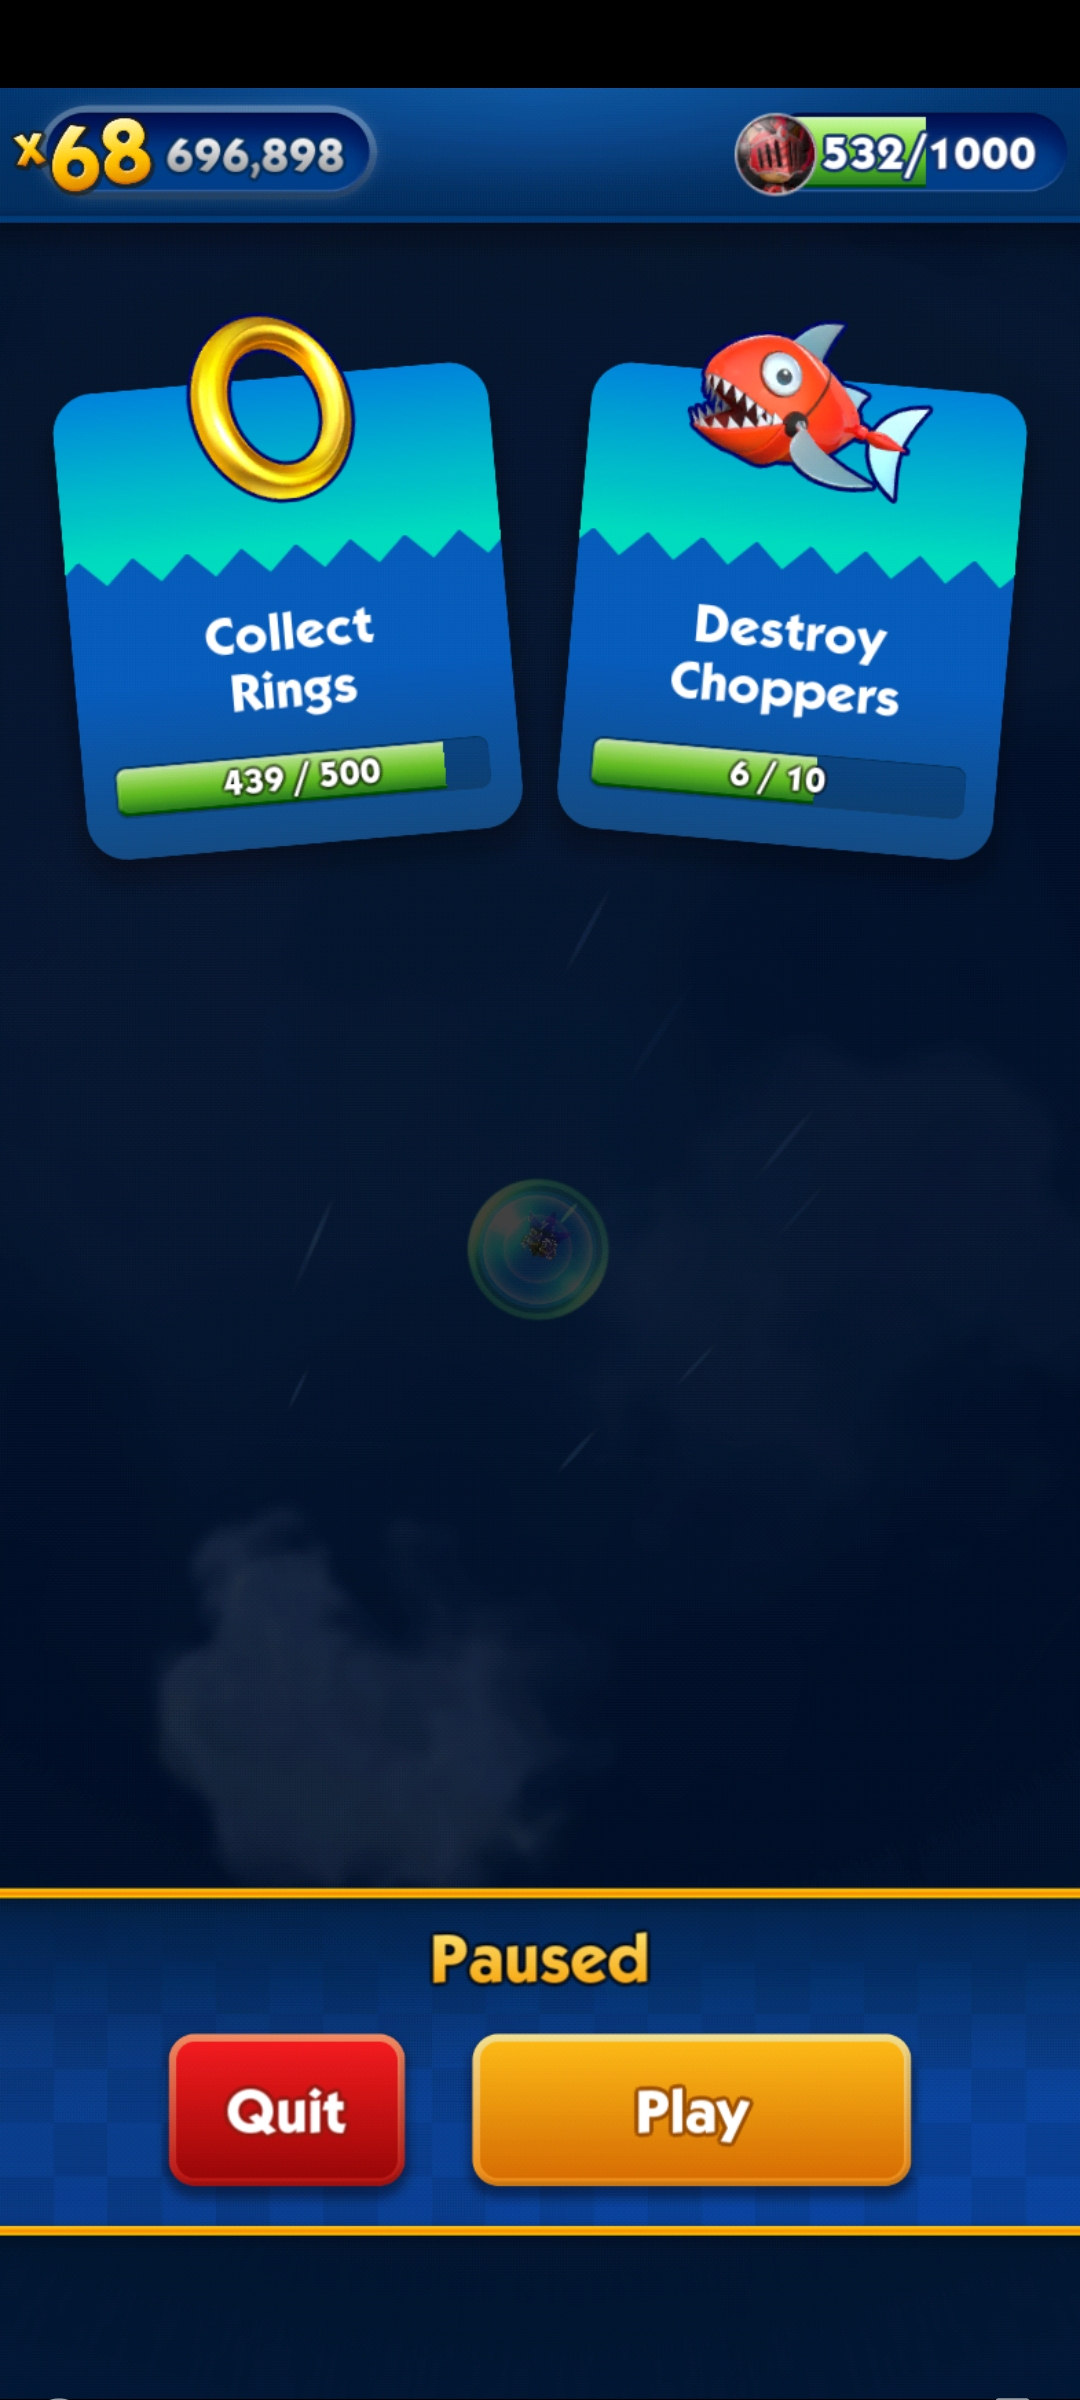 x68 696,898
532/1000
Collect
Rings
439 / 500
Destroy
Choppers
6 / 10
Paused
Quit
Play